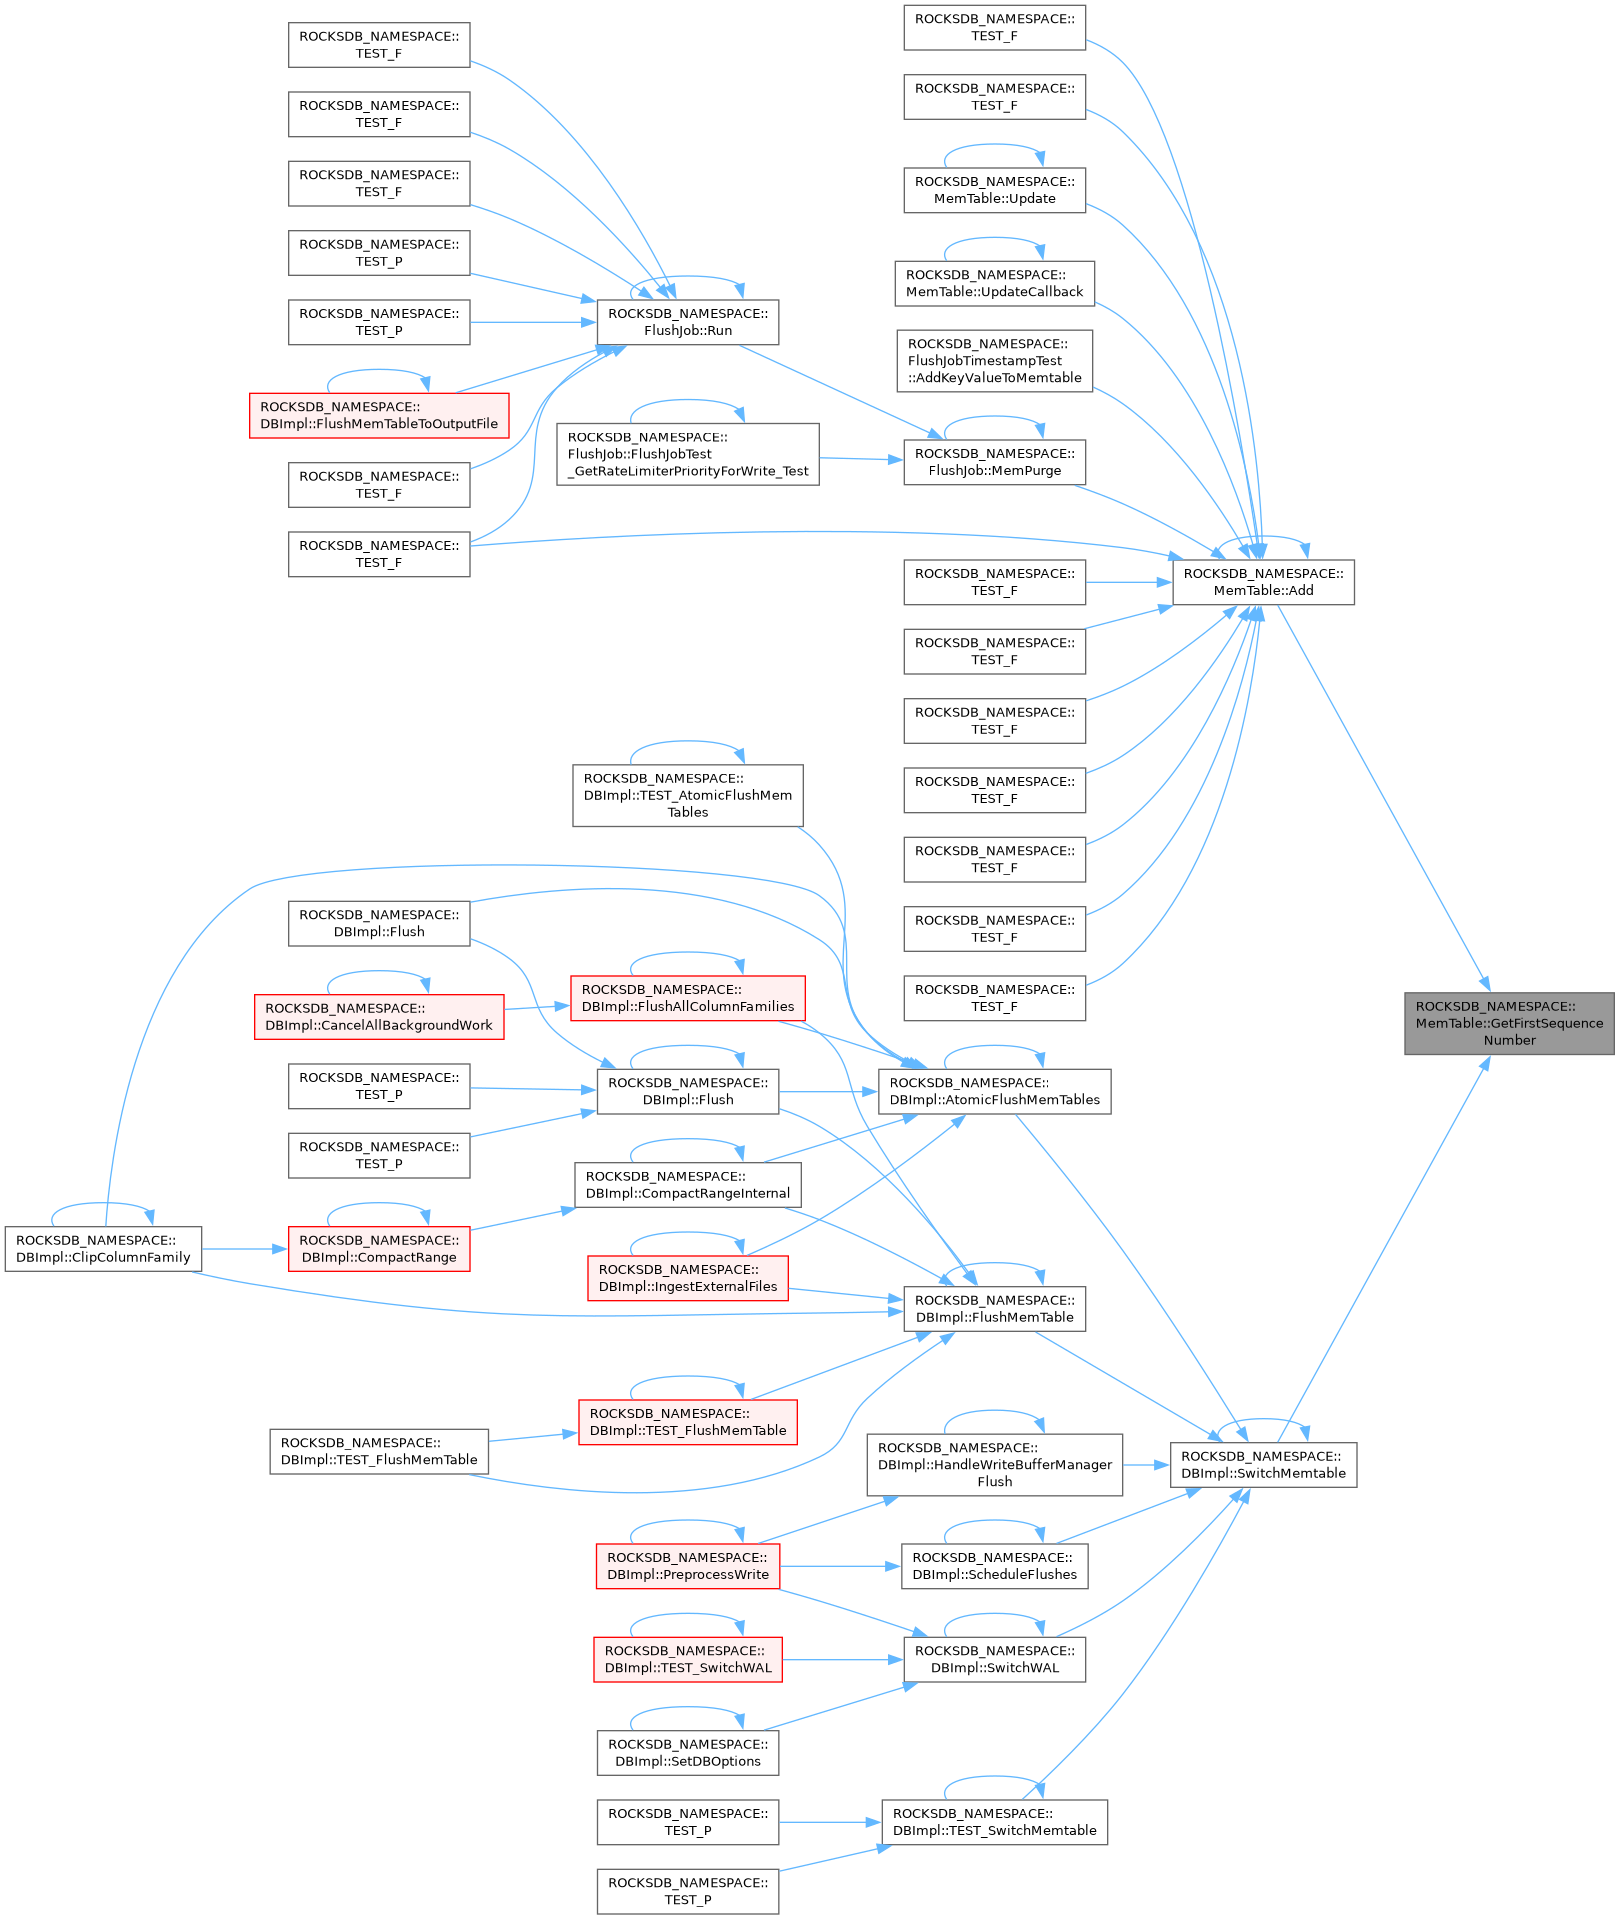 ROCKSDB_NAMESPACE::
TEST_F
ROCKSDB_NAMESPACE::
TEST_F
ROCKSDB_NAMESPACE::
TEST_F
ROCKSDB_NAMESPACE::
TEST_P
ROCKSDB_NAMESPACE::
TEST_P
ROCKSDB_NAMESPACE::
DBImpl::FlushMemTableToOutputFile
ROCKSDB_NAMESPACE::
TEST_F
ROCKSDB_NAMESPACE::
TEST_F
ROCKSDB_NAMESPACE::
FlushJob::Run
ROCKSDB_NAMESPACE::
FlushJob::FlushJobTest
_GetRateLimiterPriorityForWrite_Test
ROCKSDB_NAMESPACE::
TEST_F
ROCKSDB_NAMESPACE::
TEST_F
ROCKSDB_NAMESPACE::
MemTable::Update
ROCKSDB_NAMESPACE::
MemTable::UpdateCallback
ROCKSDB_NAMESPACE::
FlushJobTimestampTest
::AddKeyValueToMemtable
ROCKSDB_NAMESPACE::
FlushJob::MemPurge
ROCKSDB_NAMESPACE::
TEST_F
ROCKSDB_NAMESPACE::
TEST_F
ROCKSDB_NAMESPACE::
TEST_F
ROCKSDB_NAMESPACE::
TEST_F
ROCKSDB_NAMESPACE::
TEST_F
ROCKSDB_NAMESPACE::
TEST_F
ROCKSDB_NAMESPACE::
TEST_F
ROCKSDB_NAMESPACE::
MemTable::Add
ROCKSDB_NAMESPACE::
MemTable::GetFirstSequence
Number
ROCKSDB_NAMESPACE::
DBImpl::TEST_AtomicFlushMem
Tables
ROCKSDB_NAMESPACE::
DBImpl::Flush
ROCKSDB_NAMESPACE::
DBImpl::CancelAllBackgroundWork
ROCKSDB_NAMESPACE::
DBImpl::FlushAllColumnFamilies
ROCKSDB_NAMESPACE::
TEST_P
ROCKSDB_NAMESPACE::
TEST_P
ROCKSDB_NAMESPACE::
DBImpl::Flush
ROCKSDB_NAMESPACE::
DBImpl::AtomicFlushMemTables
ROCKSDB_NAMESPACE::
DBImpl::CompactRangeInternal
ROCKSDB_NAMESPACE::
DBImpl::ClipColumnFamily
ROCKSDB_NAMESPACE::
DBImpl::CompactRange
ROCKSDB_NAMESPACE::
DBImpl::IngestExternalFiles
ROCKSDB_NAMESPACE::
DBImpl::FlushMemTable
ROCKSDB_NAMESPACE::
DBImpl::TEST_FlushMemTable
ROCKSDB_NAMESPACE::
DBImpl::TEST_FlushMemTable
ROCKSDB_NAMESPACE::
DBImpl::HandleWriteBufferManager
Flush
ROCKSDB_NAMESPACE::
DBImpl::SwitchMemtable
ROCKSDB_NAMESPACE::
DBImpl::PreprocessWrite
ROCKSDB_NAMESPACE::
DBImpl::ScheduleFlushes
ROCKSDB_NAMESPACE::
DBImpl::TEST_SwitchWAL
ROCKSDB_NAMESPACE::
DBImpl::SwitchWAL
ROCKSDB_NAMESPACE::
DBImpl::SetDBOptions
ROCKSDB_NAMESPACE::
TEST_P
ROCKSDB_NAMESPACE::
DBImpl::TEST_SwitchMemtable
ROCKSDB_NAMESPACE::
TEST_P